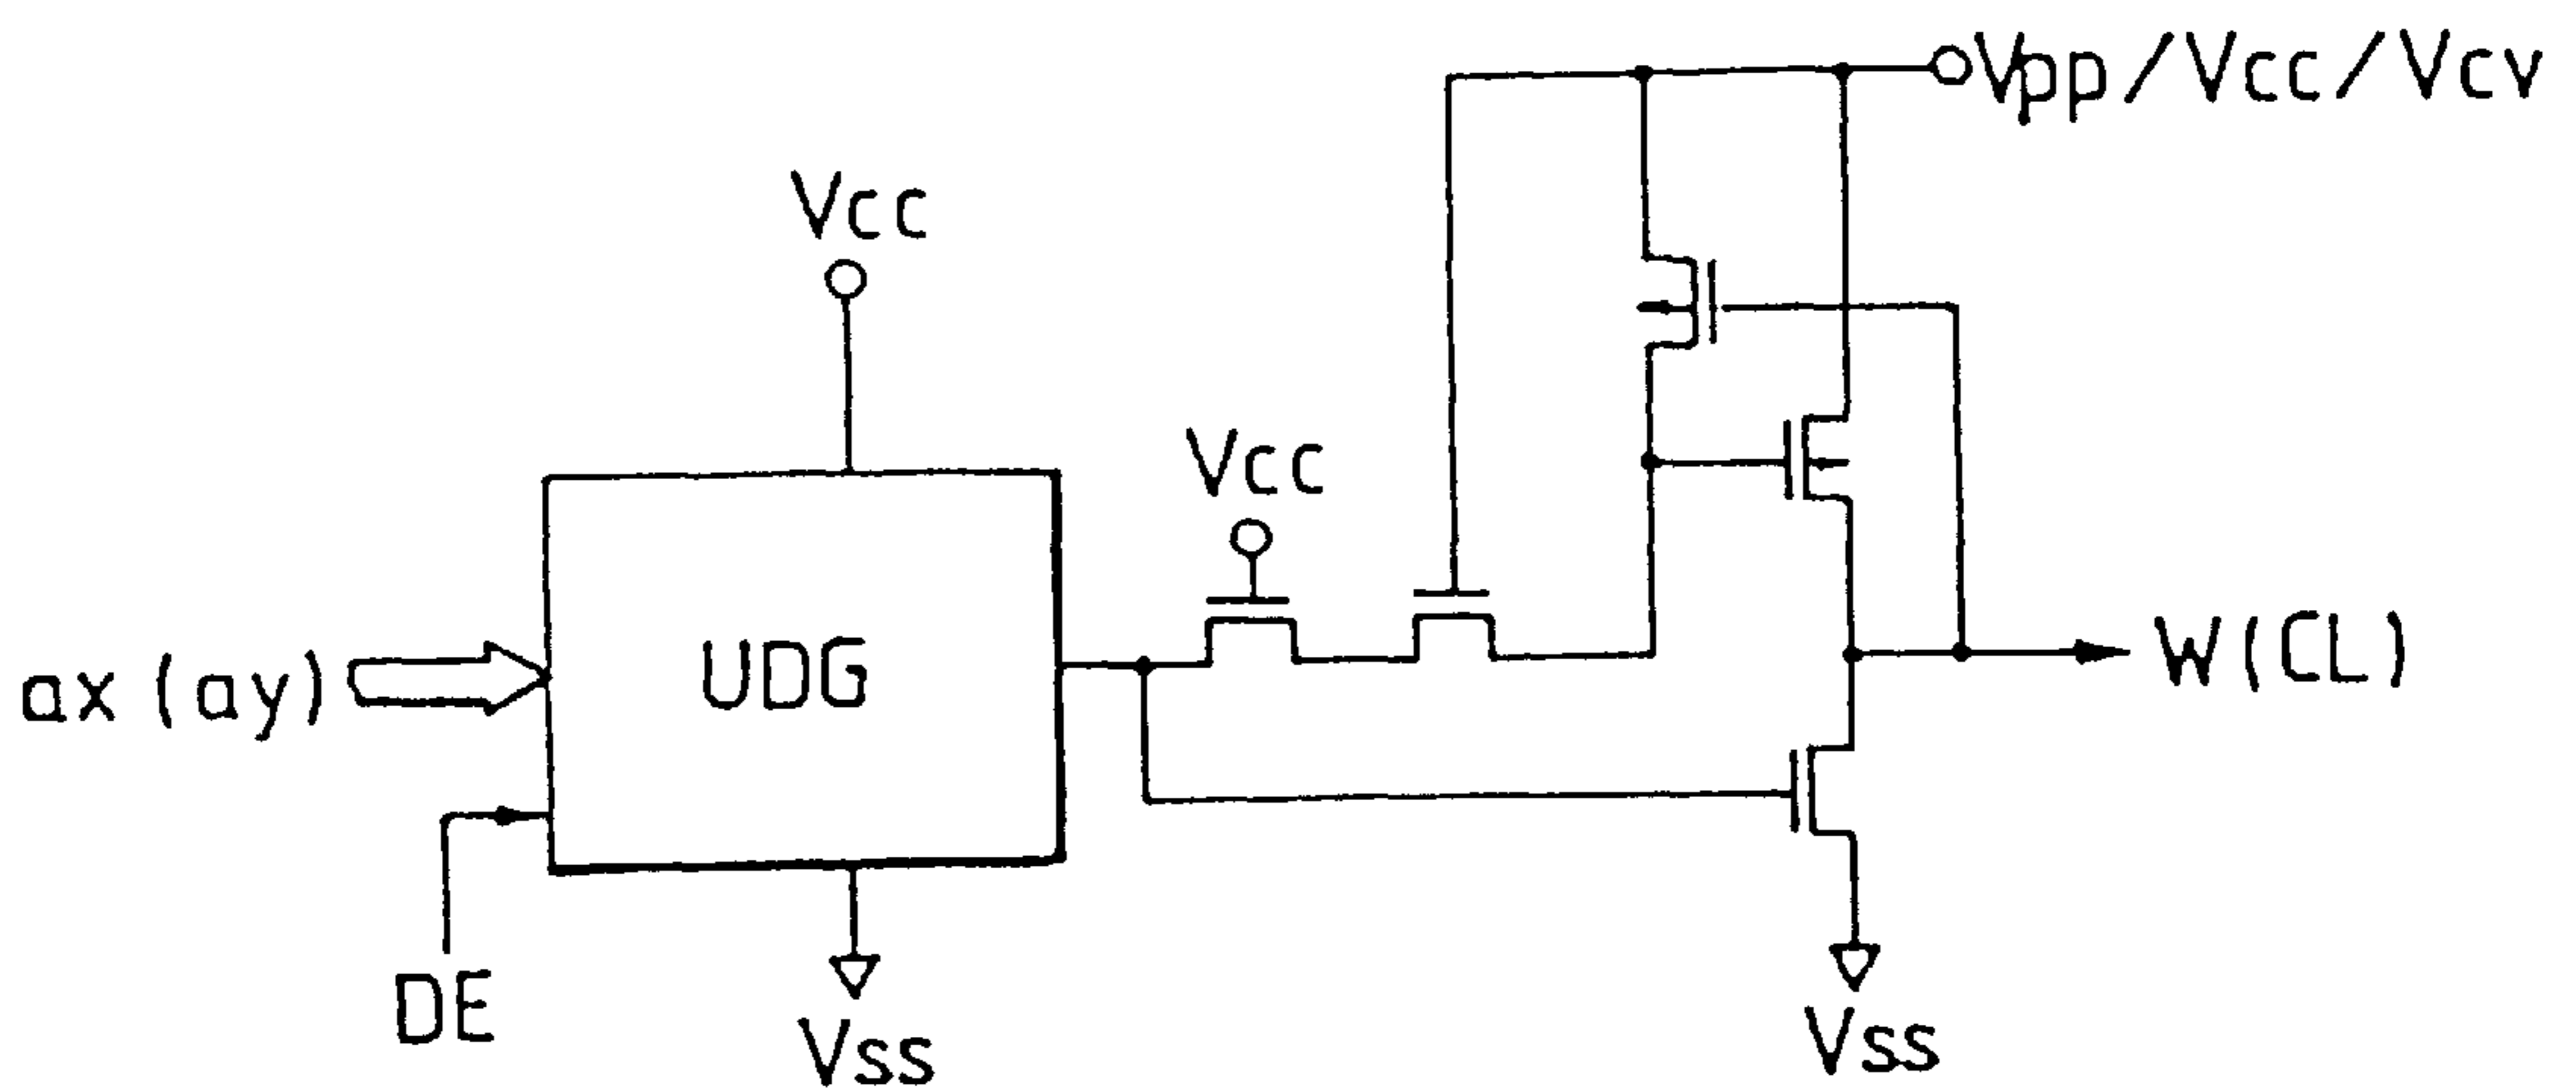 Vpp/Vcc/Vcv
Vcc
Vcc
UDG
ax (ay)
W(CL)
DE
Vss
Vss